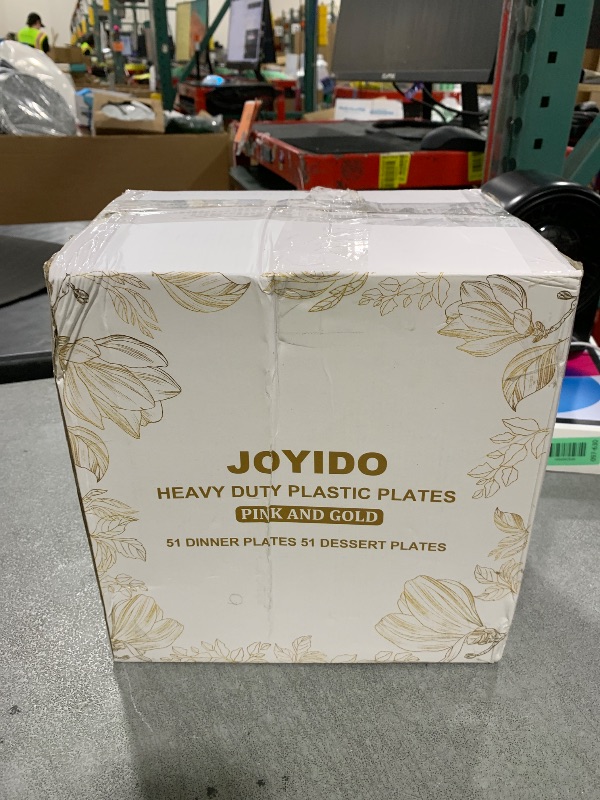 JOYIDO
HEAVY DUTY PLASTIC PLATES
PINK AND GOLD
51 DINNER PLATES 51 DESSERT PLATES